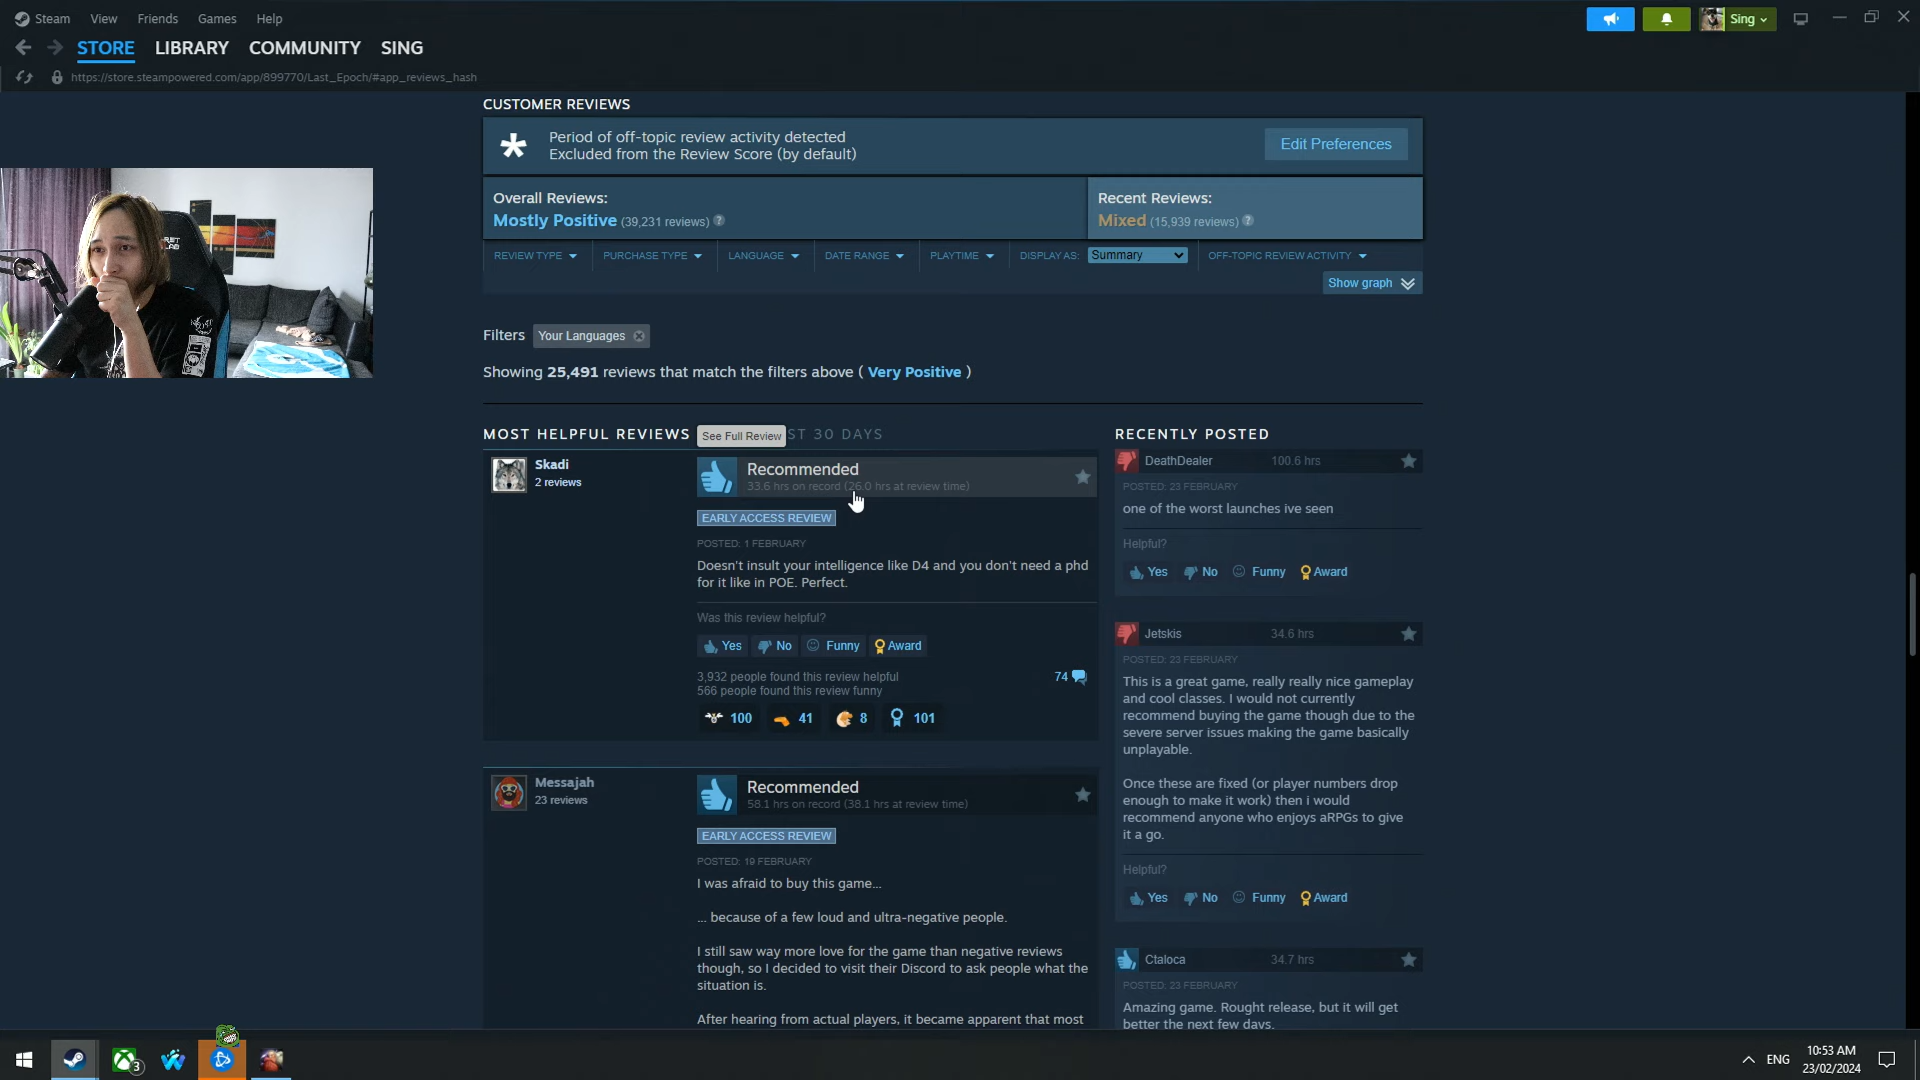 Steam View Friends Games Help
Sing
STORE LIBRARY COMMUNITY SING
https://store.steampowered.com/app/899770/Last_Epoch/#app_reviews_hash
CUSTOMER REVIEWS
Period of off-topic review activity detected
Excluded from the Review Score (by default)
Edit Preferences
Overall Reviews:
Mostly Positive (39,231 reviews) ?
Recent Reviews:
Mixed (15,939 reviews) ?
REVIEW TYPE PURCHASE TYPE LANGUAGE DATE RANGE PLAYTIME DISPLAY AS: Summary OFF-TOPIC REVIEW ACTIVITY
Show graph
Filters Your Languages
Showing 25,491 reviews that match the filters above ( Very Positive )
MOST HELPFUL REVIEWS See Full Review ST 30 DAYS
Skadi
2 reviews
Recommended
33.6 hrs on record (26.0 hrs at review time)
EARLY ACCESS REVIEW
POSTED: 1 FEBRUARY
Doesn't insult your intelligence like D4 and you don't need a phd
for it like in POE. Perfect.
Was this review helpful?
Yes No Funny Award
3,932 people found this review helpful
566 people found this review funny
74
100 41 8 101
Messajah
23 reviews
Recommended
58.1 hrs on record (38.1 hrs at review time)
EARLY ACCESS REVIEW
POSTED: 19 FEBRUARY
I was afraid to buy this game...
... because of a few loud and ultra-negative people.
I still saw way more love for the game than negative reviews
though, so I decided to visit their Discord to ask people what the
situation is.
After hearing from actual players, it became apparent that most
RECENTLY POSTED
DeathDealer 100.6 hrs
POSTED: 23 FEBRUARY
one of the worst launches ive seen
Helpful?
Yes No Funny Award
Jetskis 34.6 hrs
POSTED: 23 FEBRUARY
This is a great game, really really nice gameplay
and cool classes. I would not currently
recommend buying the game though due to the
severe server issues making the game basically
unplayable.
Once these are fixed (or player numbers drop
enough to make it work) then i would
recommend anyone who enjoys aRPGs to give
it a go.
Helpful?
Yes No Funny Award
Ctaloca 34.7 hrs
POSTED: 23 FEBRUARY
Amazing game. Rought release, but it will get
better the next few days.
3
ENG
10:53 AM
23/02/2024